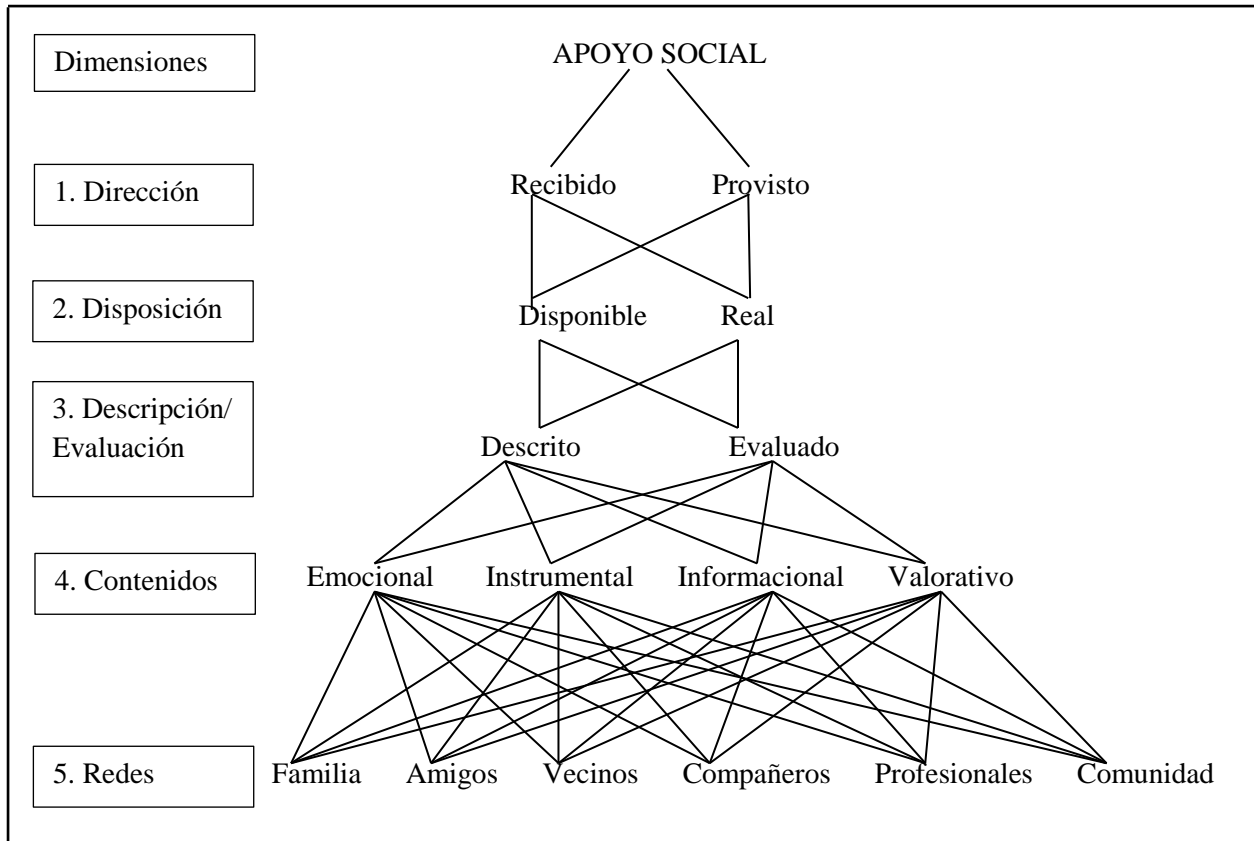 Dimensiones
APOYO SOCIAL
1. Dirección
Recibido
Provisto
2. Disposición
Disponible
Real
3. Descripción/
Evaluación
Descrito
Evaluado
4. Contenidos
Emocional
Instrumental
Informacional
Valorativo
5. Redes
Familia
Amigos
Vecinos
Compañeros
Profesionales
Comunidad